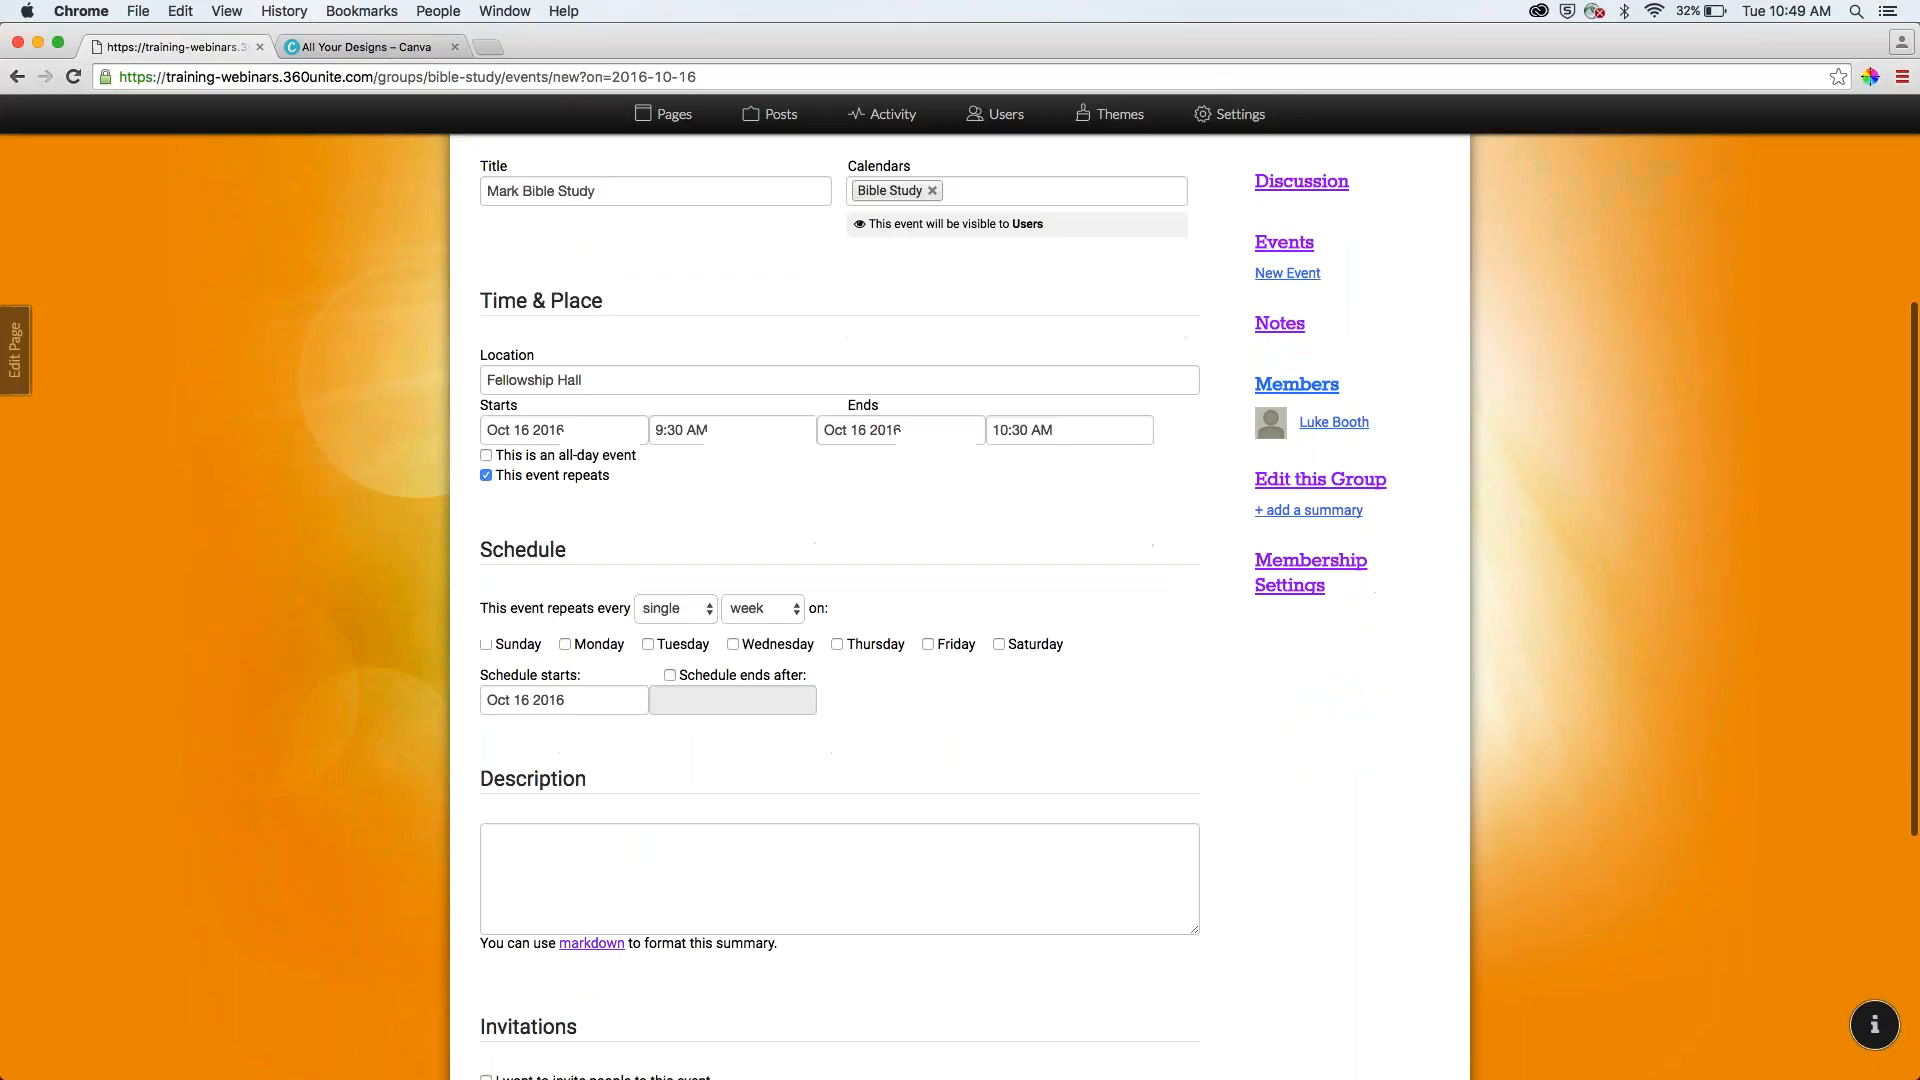 Chrome File Edit View History Bookmarks People Window Help 32% Tue 10:49 AM
https://training-webinars.3 All Your Designs – Canva
https://training-webinars.360unite.com/groups/bible-study/events/new?on=2016-10-16
Pages Posts Activity Users Themes Settings
Title Calendars
Mark Bible Study Bible Study
This event will be visible to Users
Time & Place
Location
Fellowship Hall
Starts Ends
Oct 16 2016 9:30 AM Oct 16 2016 10:30 AM
This is an all-day event
This event repeats
Schedule
This event repeats every single week on:
Sunday Monday Tuesday Wednesday Thursday Friday Saturday
Schedule starts: Schedule ends after:
Oct 16 2016
Description
You can use markdown to format this summary.
Invitations
I want to invite people to this event
Discussion
Events
New Event
Notes
Members
Luke Booth
Edit this Group
+ add a summary
Membership
Settings
Edit Page